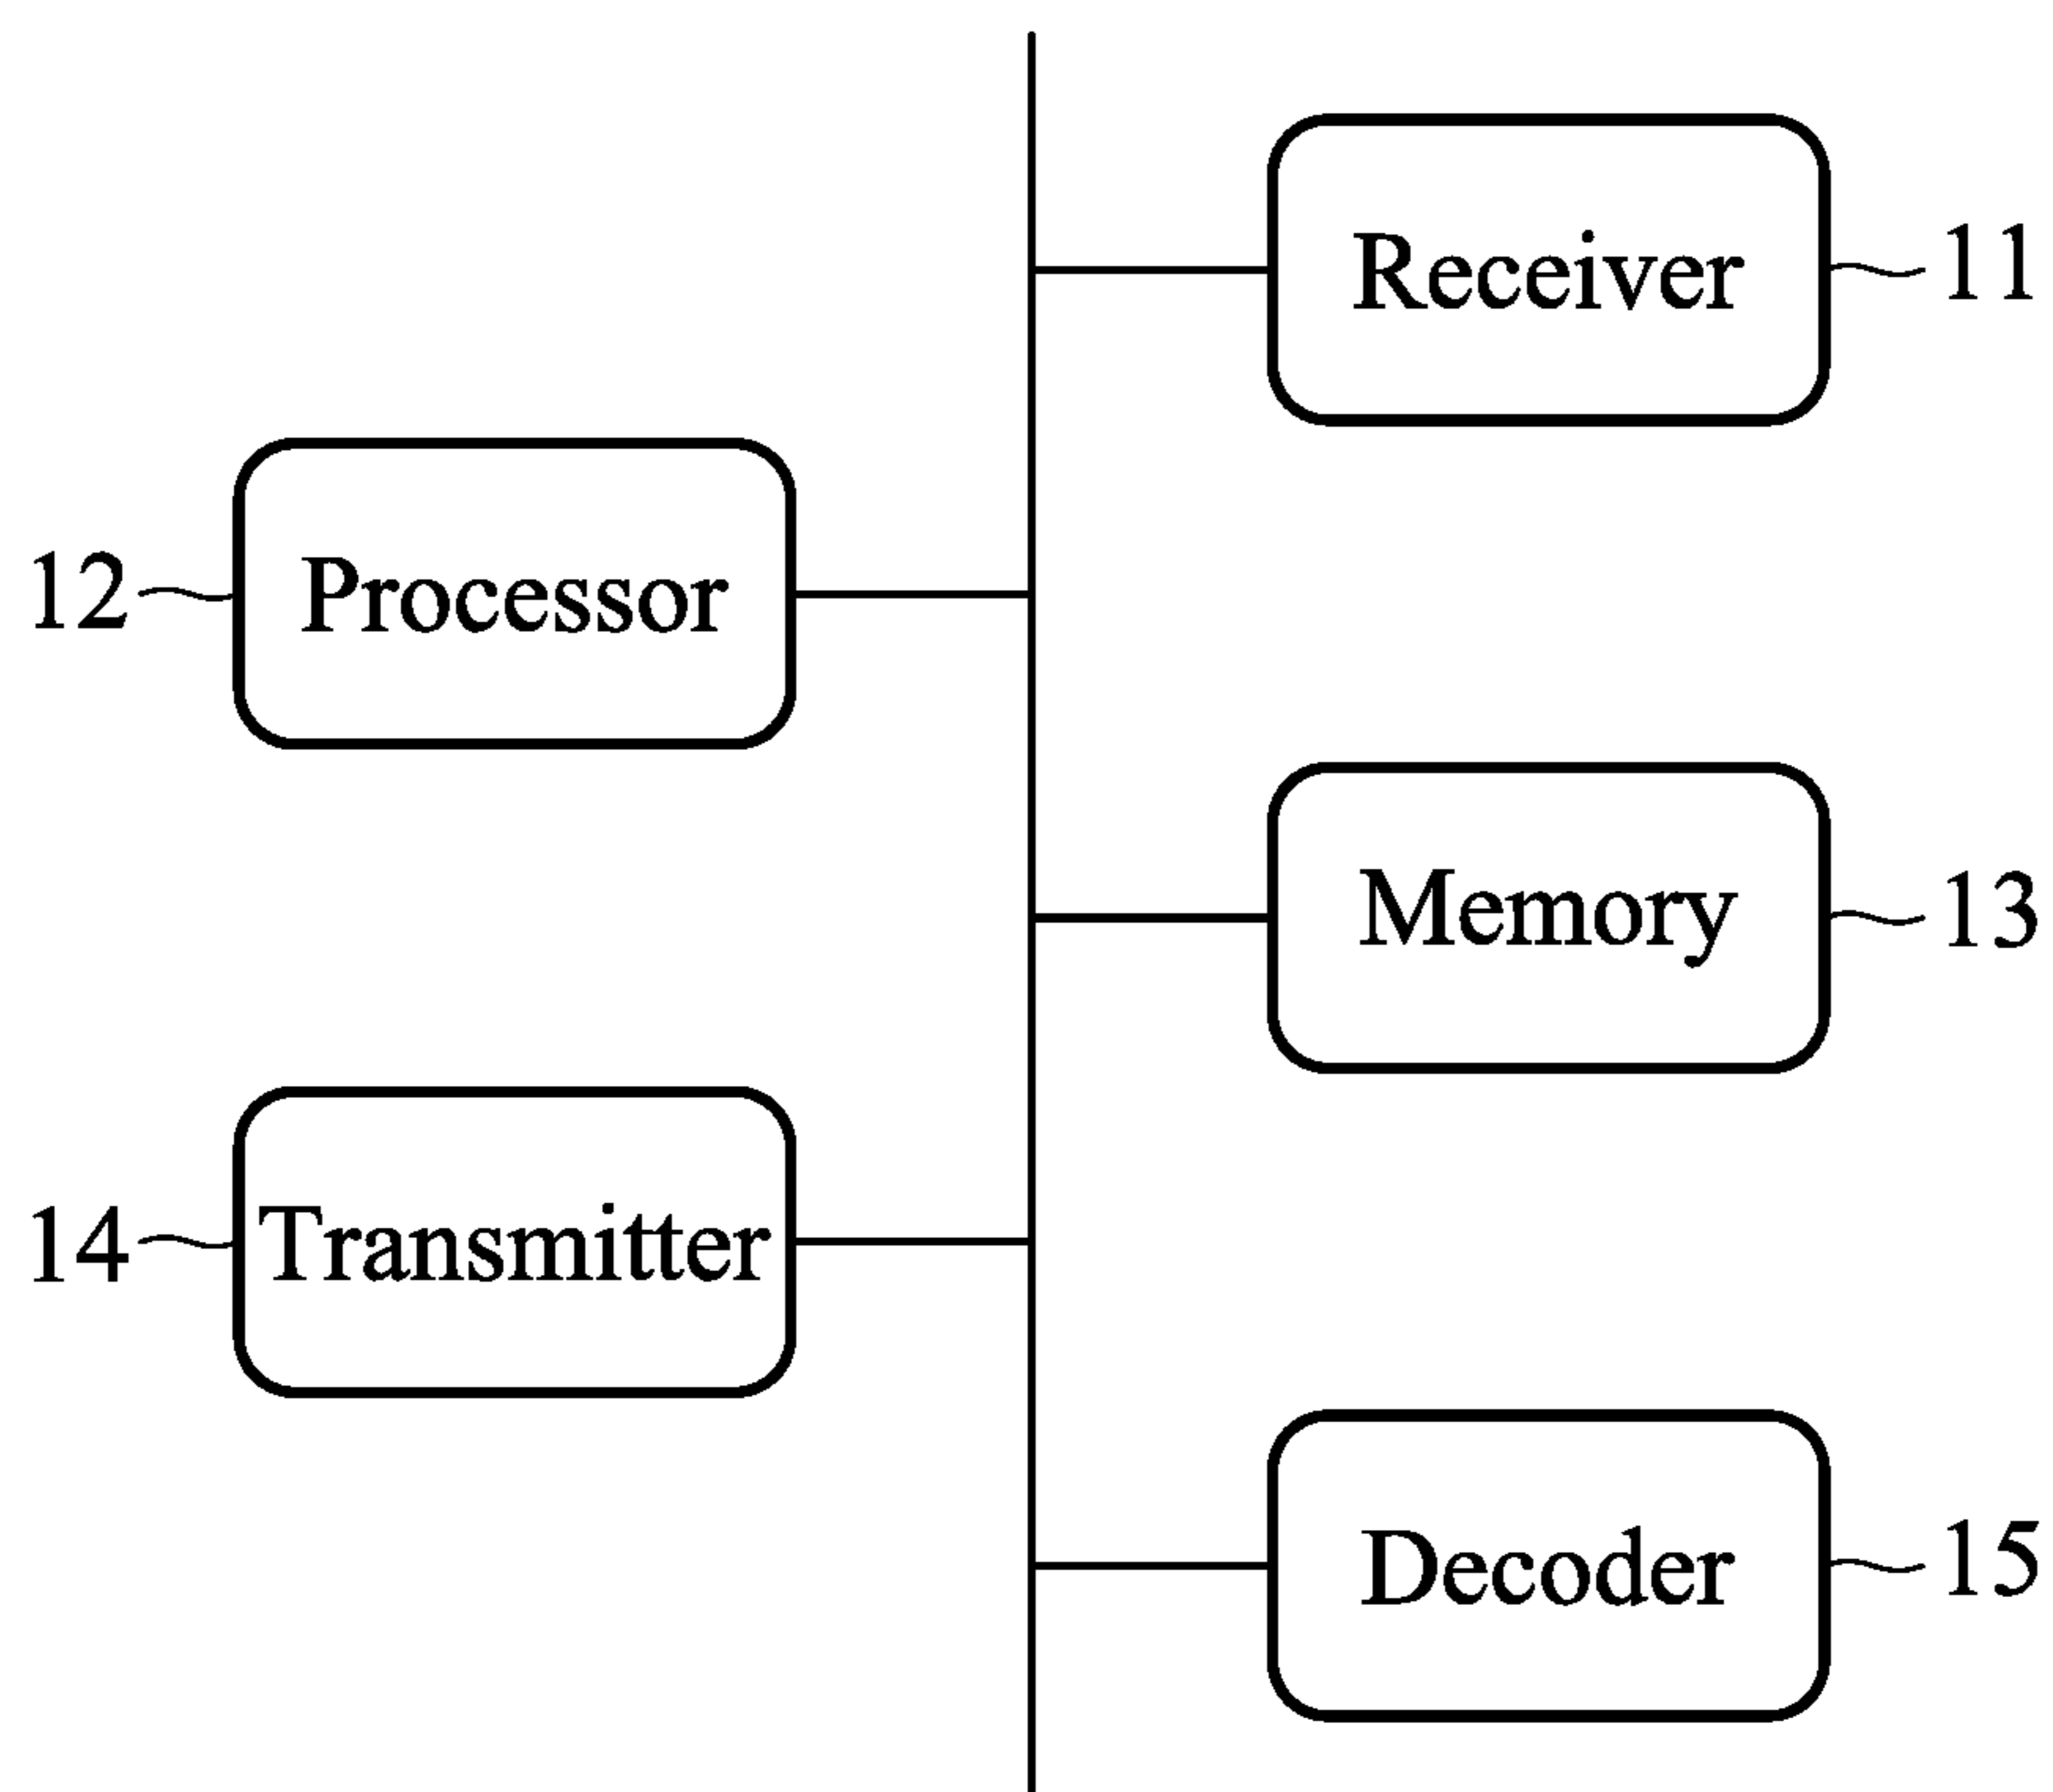 Receiver
11
12
Processor
Memory
13
14
Transmitter
Decoder
15